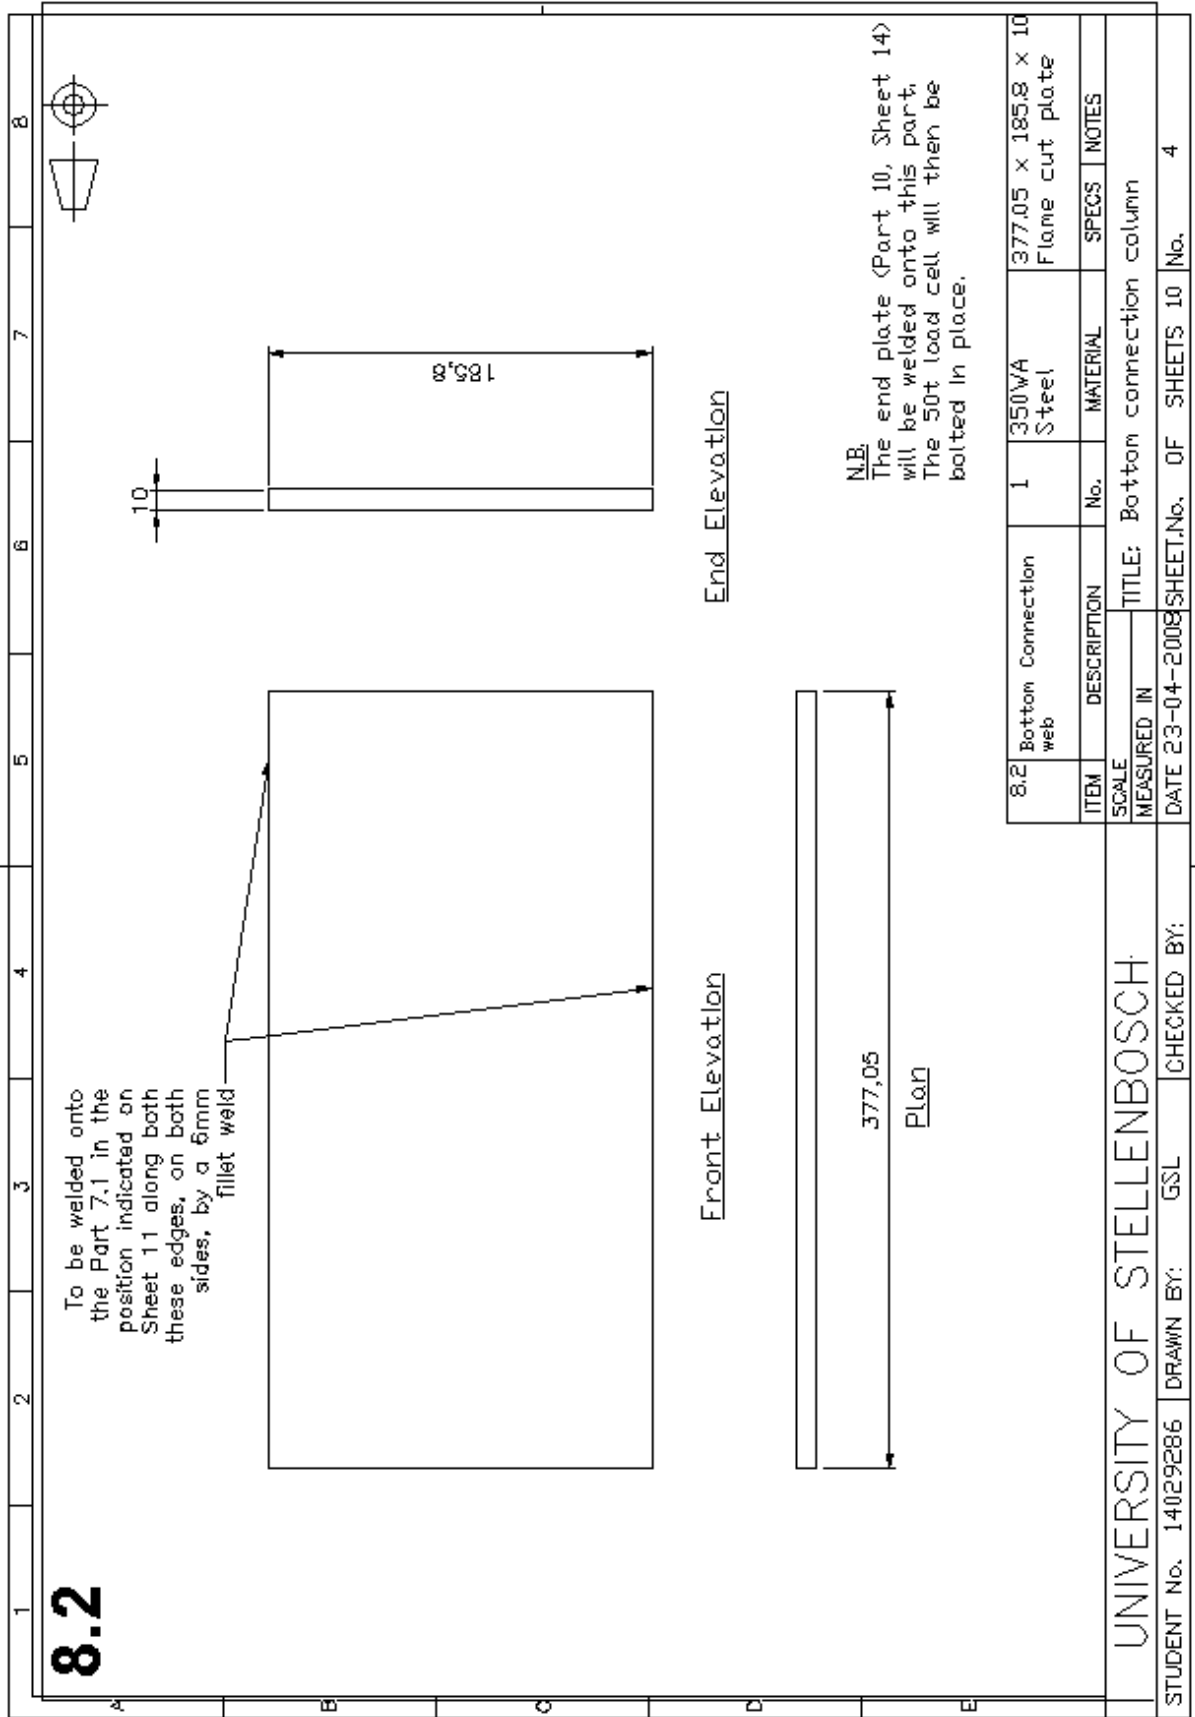 1 2 3 4 5 6 7 8
A
B
C
D
E
8.2
To be welded onto
the Part 7.1 in the
position indicated on
Sheet 11 along both
these edges, on both
sides, by a 6mm
fillet weld
10
185,8
Front Elevation
End Elevation
377,05
Plan
N.B.
The end plate (Part 10, Sheet 14)
will be welded onto this part.
The 50t load cell will then be
bolted in place.
8.2 Bottom Connection web 1 350WA Steel 377.05 × 185.8 × 10 Flame cut plate
ITEM DESCRIPTION No. MATERIAL SPECS NOTES
UNIVERSITY OF STELLENBOSCH
SCALE
MEASURED IN
TITLE: Bottom connection column
STUDENT No. 14029286 DRAWN BY: GSL CHECKED BY: DATE 23-04-2008 SHEET.No. OF SHEETS 10 No. 4